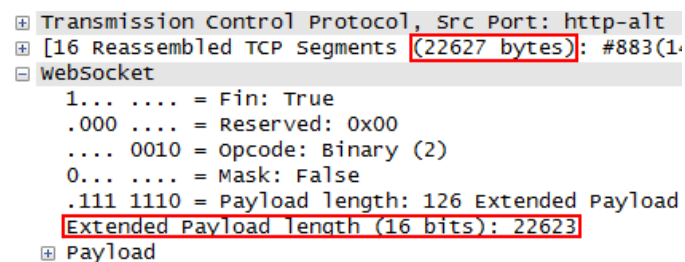 Transmission Control Protocol, Src Port: http-alt
[16 Reassembled TCP Segments (22627 bytes): #883(14
WebSocket
1... .... = Fin: True
.000 .... = Reserved: 0x00
.... 0010 = Opcode: Binary (2)
0... .... = Mask: False
.111 1110 = Payload length: 126 Extended Payload
Extended Payload length (16 bits): 22623
Payload